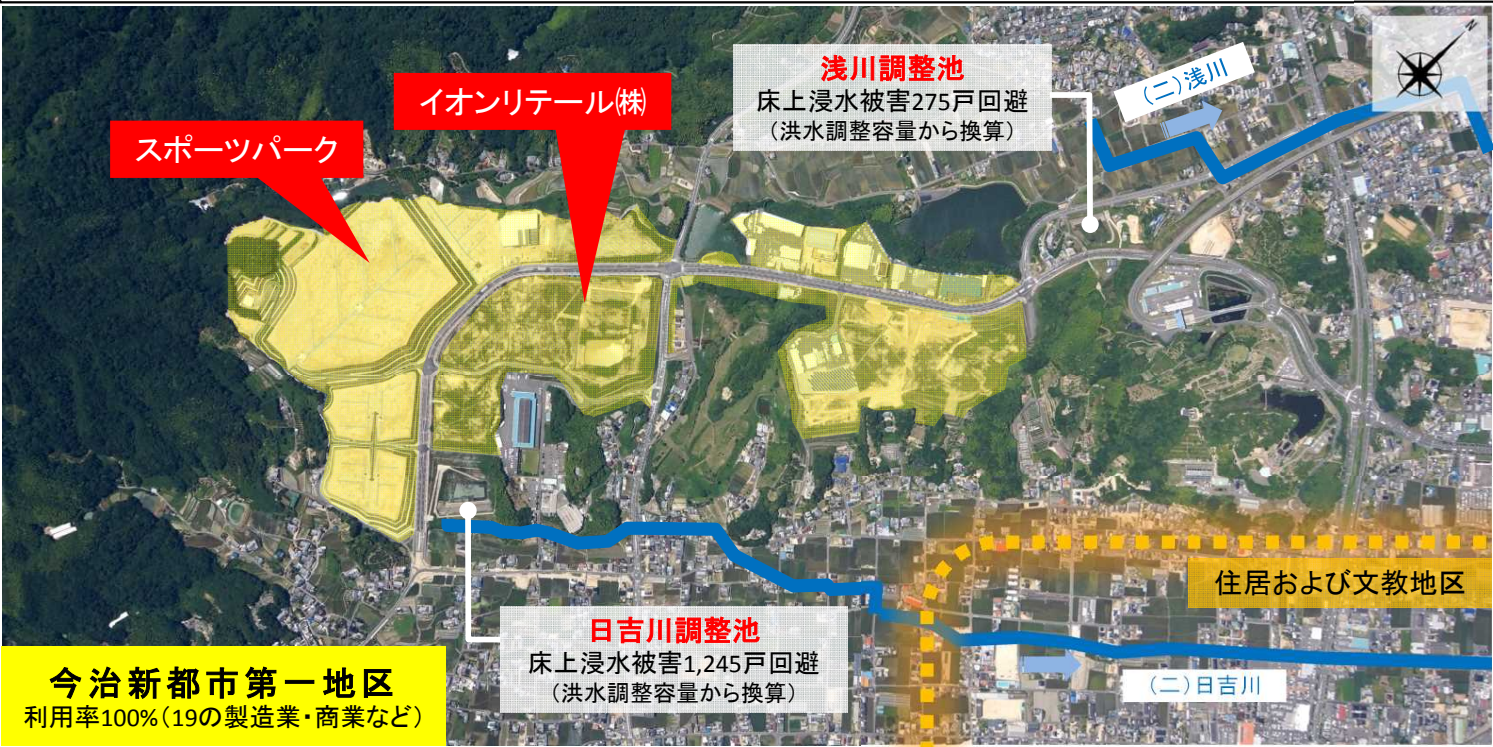 浅川調整池
床上浸水被害275戸回避
（洪水調整容量から換算）
（二）浅川
N
イオンリテール㈱
スポーツパーク
住居および文教地区
日吉川調整池
床上浸水被害1,245戸回避
（洪水調整容量から換算）
（二）日吉川
今治新都市第一地区
利用率100%（19の製造業・商業など）